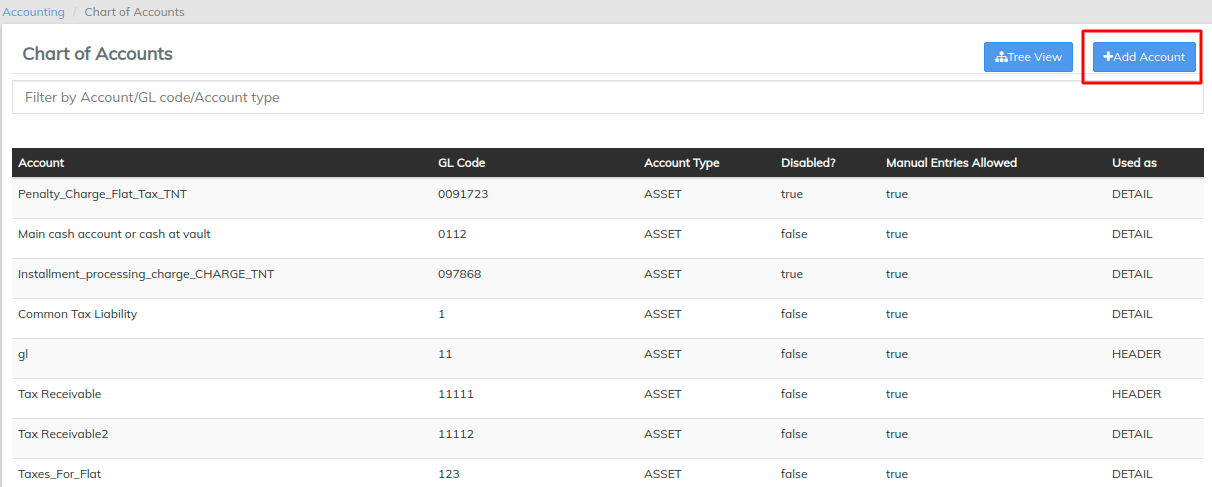 Accounting / Chart of Accounts
Chart of Accounts
Tree View
+Add Account
Filter by Account/GL code/Account type
Account GL Code Account Type Disabled? Manual Entries Allowed Used as
Penalty_Charge_Flat_Tax_TNT 0091723 ASSET true true DETAIL
Main cash account or cash at vault 0112 ASSET false true DETAIL
Installment_processing_charge_CHARGE_TNT 097868 ASSET true true DETAIL
Common Tax Liability 1 ASSET false true DETAIL
gl 11 ASSET false true HEADER
Tax Receivable 11111 ASSET false true HEADER
Tax Receivable2 11112 ASSET false true DETAIL
Taxes_For_Flat 123 ASSET false true DETAIL